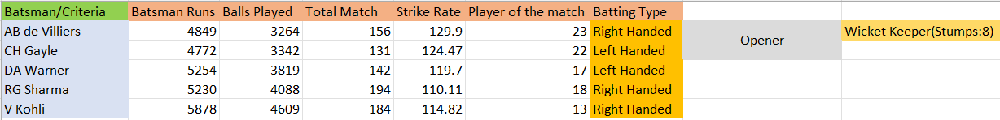 Batsman/Criteria Batsman Runs Balls Played Total Match Strike Rate Player of the match Batting Type
AB de Villiers 4849 3264 156 129.9 23 Right Handed Opener Wicket Keeper(Stumps:8)
CH Gayle 4772 3342 131 124.47 22 Left Handed
DA Warner 5254 3819 142 119.7 17 Left Handed
RG Sharma 5230 4088 194 110.11 18 Right Handed
V Kohli 5878 4609 184 114.82 13 Right Handed